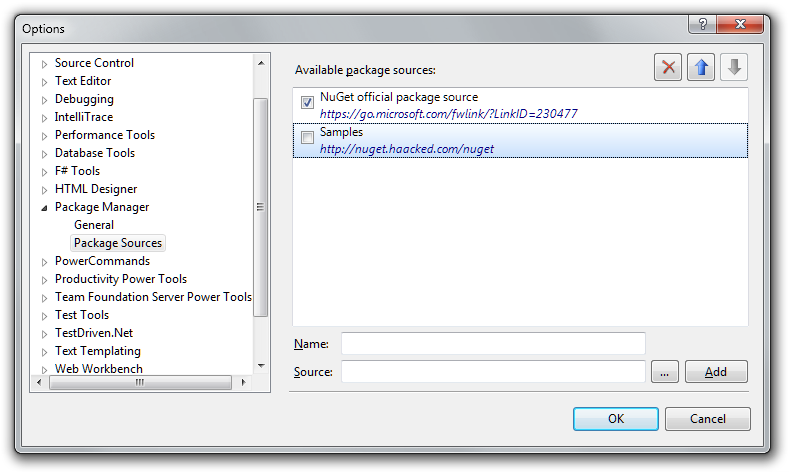 Options
Source Control
Text Editor
Debugging
IntelliTrace
Performance Tools
Database Tools
F# Tools
HTML Designer
Package Manager
General
Package Sources
PowerCommands
Productivity Power Tools
Team Foundation Server Power Tools
Test Tools
TestDriven.Net
Text Templating
Web Workbench
Available package sources:
NuGet official package source
https://go.microsoft.com/fwlink/?LinkID=230477
Samples
http://nuget.haacked.com/nuget
Name:
Source:
...
Add
OK
Cancel